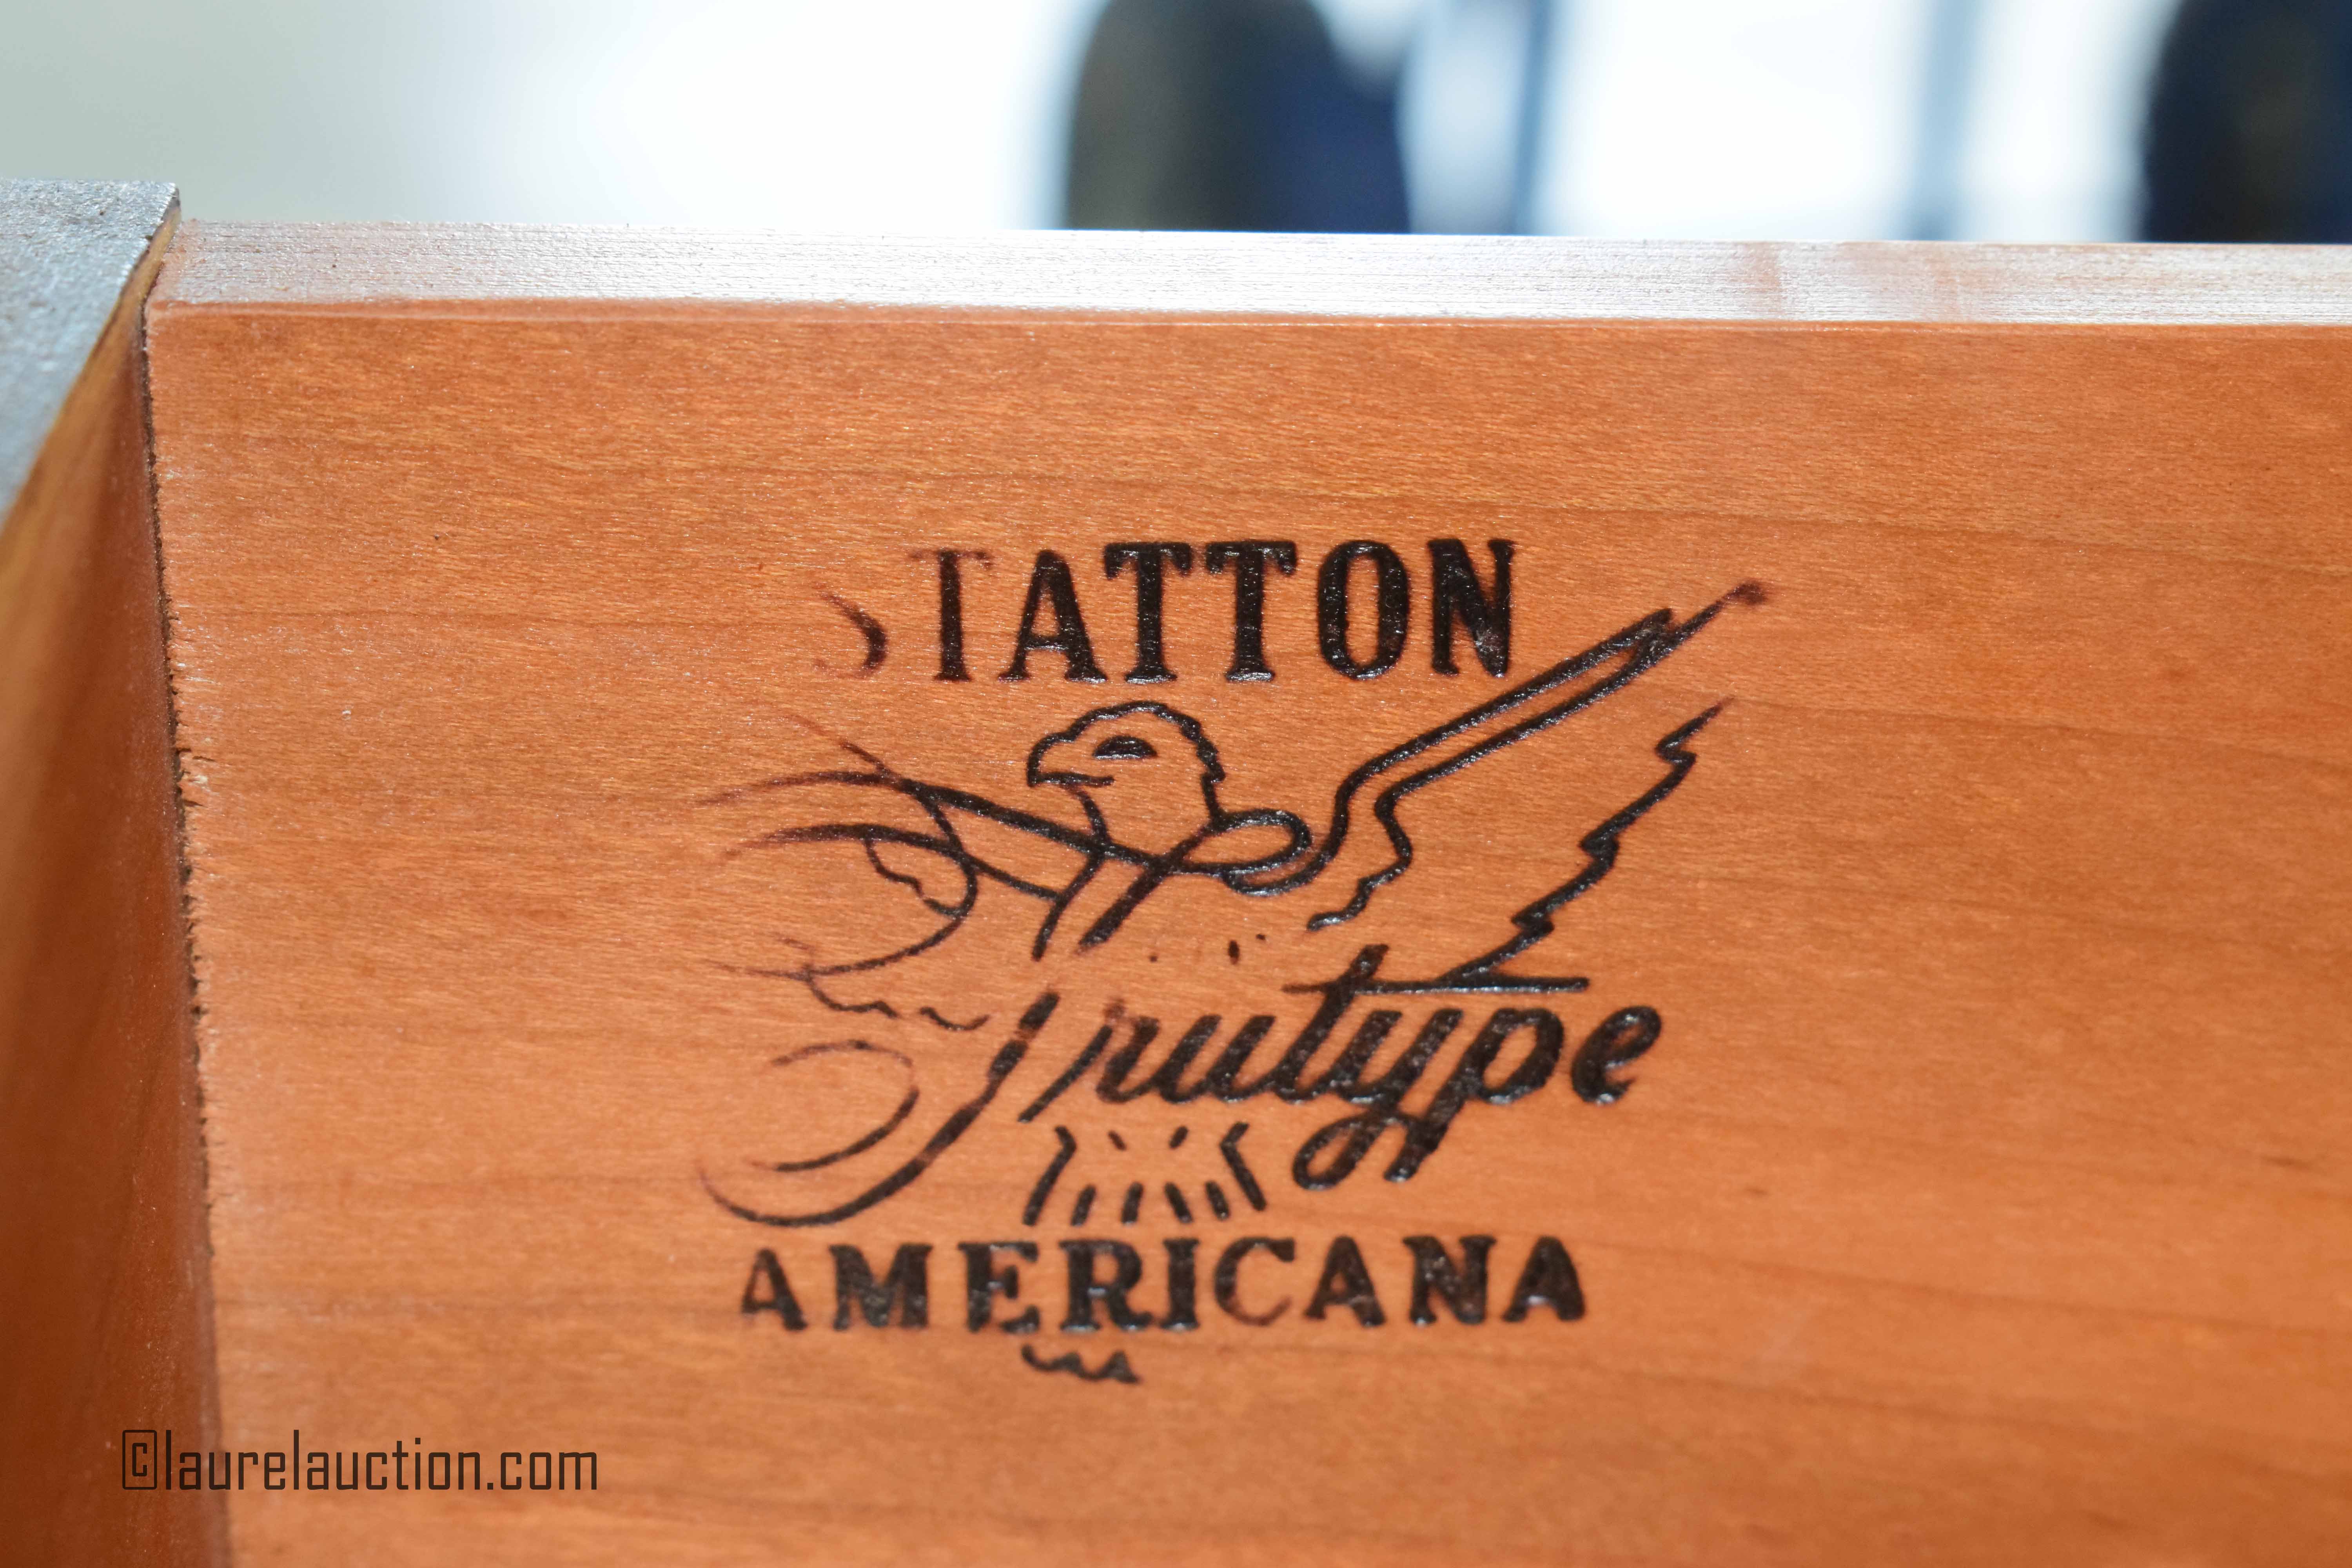 STATTON
Trutype
AMERICANA
©laurelauction.com